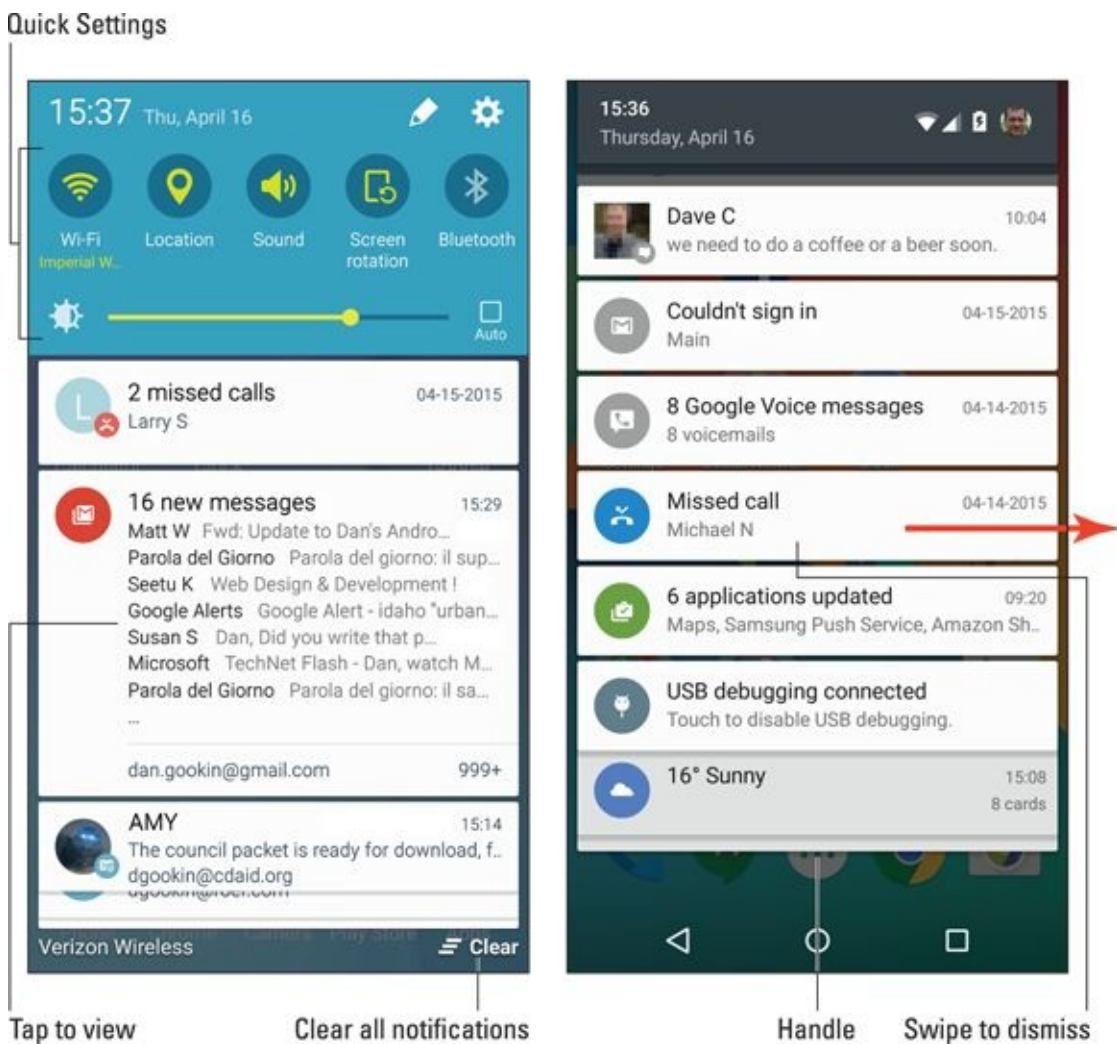 Quick Settings
15:37 Thu, April 16
Wi-Fi Location Sound Screen rotation Bluetooth
Imperial W...
Auto
2 missed calls 04-15-2015
Larry S
16 new messages 15:29
Matt W Fwd: Update to Dan's Andro...
Parola del Giorno Parola del giorno: il sup...
Seetu K Web Design & Development !
Google Alerts Google Alert - idaho "urban...
Susan S Dan, Did you write that p...
Microsoft TechNet Flash - Dan, watch M...
Parola del Giorno Parola del giorno: il sa...
...
dan.gookin@gmail.com 999+
AMY 15:14
The council packet is ready for download, f..
dgookin@cdaid.org
Verizon Wireless Clear
Tap to view
Clear all notifications
15:36
Thursday, April 16
Dave C 10:04
we need to do a coffee or a beer soon.
Couldn't sign in 04-15-2015
Main
8 Google Voice messages 04-14-2015
8 voicemails
Missed call 04-14-2015
Michael N
6 applications updated 09:20
Maps, Samsung Push Service, Amazon Sh..
USB debugging connected
Touch to disable USB debugging.
16° Sunny 15:08
8 cards
Handle
Swipe to dismiss